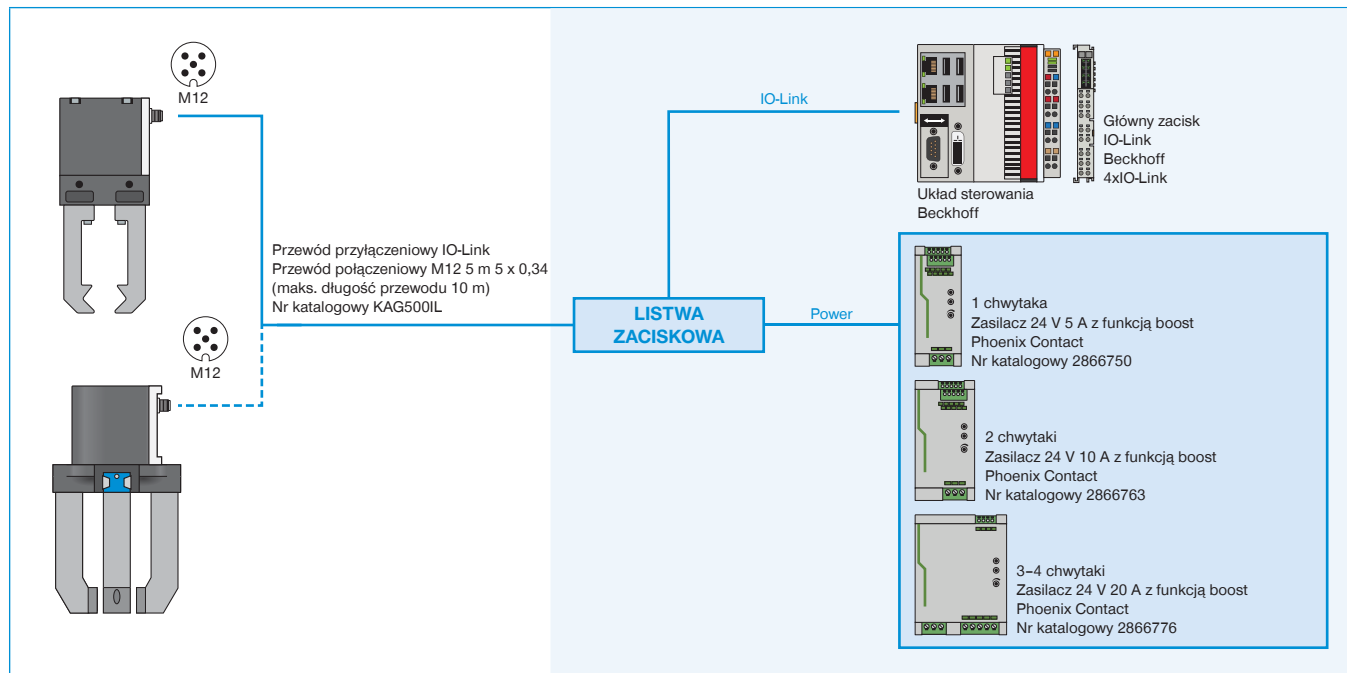 M12
M12
Przewód przyłączeniowy IO-Link
Przewód połączeniowy M12 5 m 5 x 0,34
(maks. długość przewodu 10 m)
Nr katalogowy KAG500IL
LISTWA
ZACISKOWA
IO-Link
Power
Układ sterowania
Beckhoff
Główny zacisk
IO-Link
Beckhoff
4xIO-Link
1 chwytaka
Zasilacz 24 V 5 A z funkcją boost
Phoenix Contact
Nr katalogowy 2866750
2 chwytaki
Zasilacz 24 V 10 A z funkcją boost
Phoenix Contact
Nr katalogowy 2866763
3–4 chwytaki
Zasilacz 24 V 20 A z funkcją boost
Phoenix Contact
Nr katalogowy 2866776